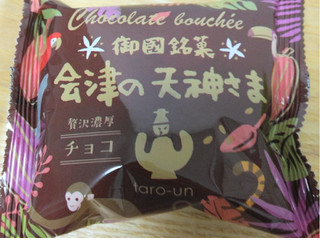 Chocolate bouchée
御國銘菓
会津の天神さま
贅沢濃厚
チョコ
taro-un